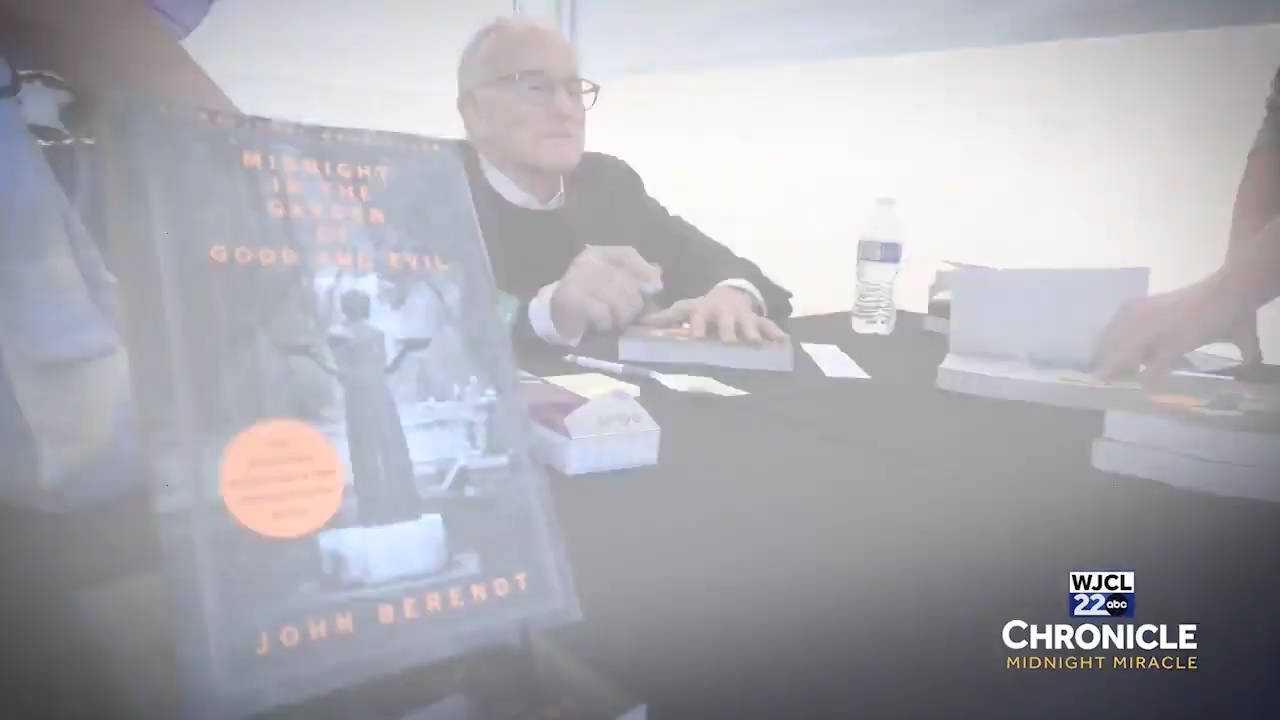 MIDNIGHT
IN THE
GARDEN
OF
GOOD AND EVIL
JOHN BERENDT
WJCL
22 abc
CHRONICLE
MIDNIGHT MIRACLE